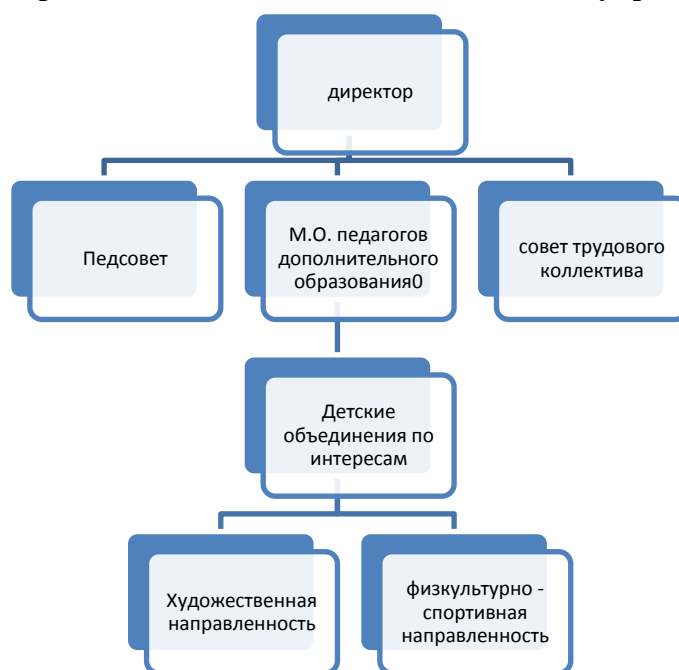 директор
Педсовет
М.О. педагогов
дополнительного
образования0
совет трудового
коллектива
Детские
объединения по
интересам
Художественная
направленность
физкультурно -
спортивная
направленность